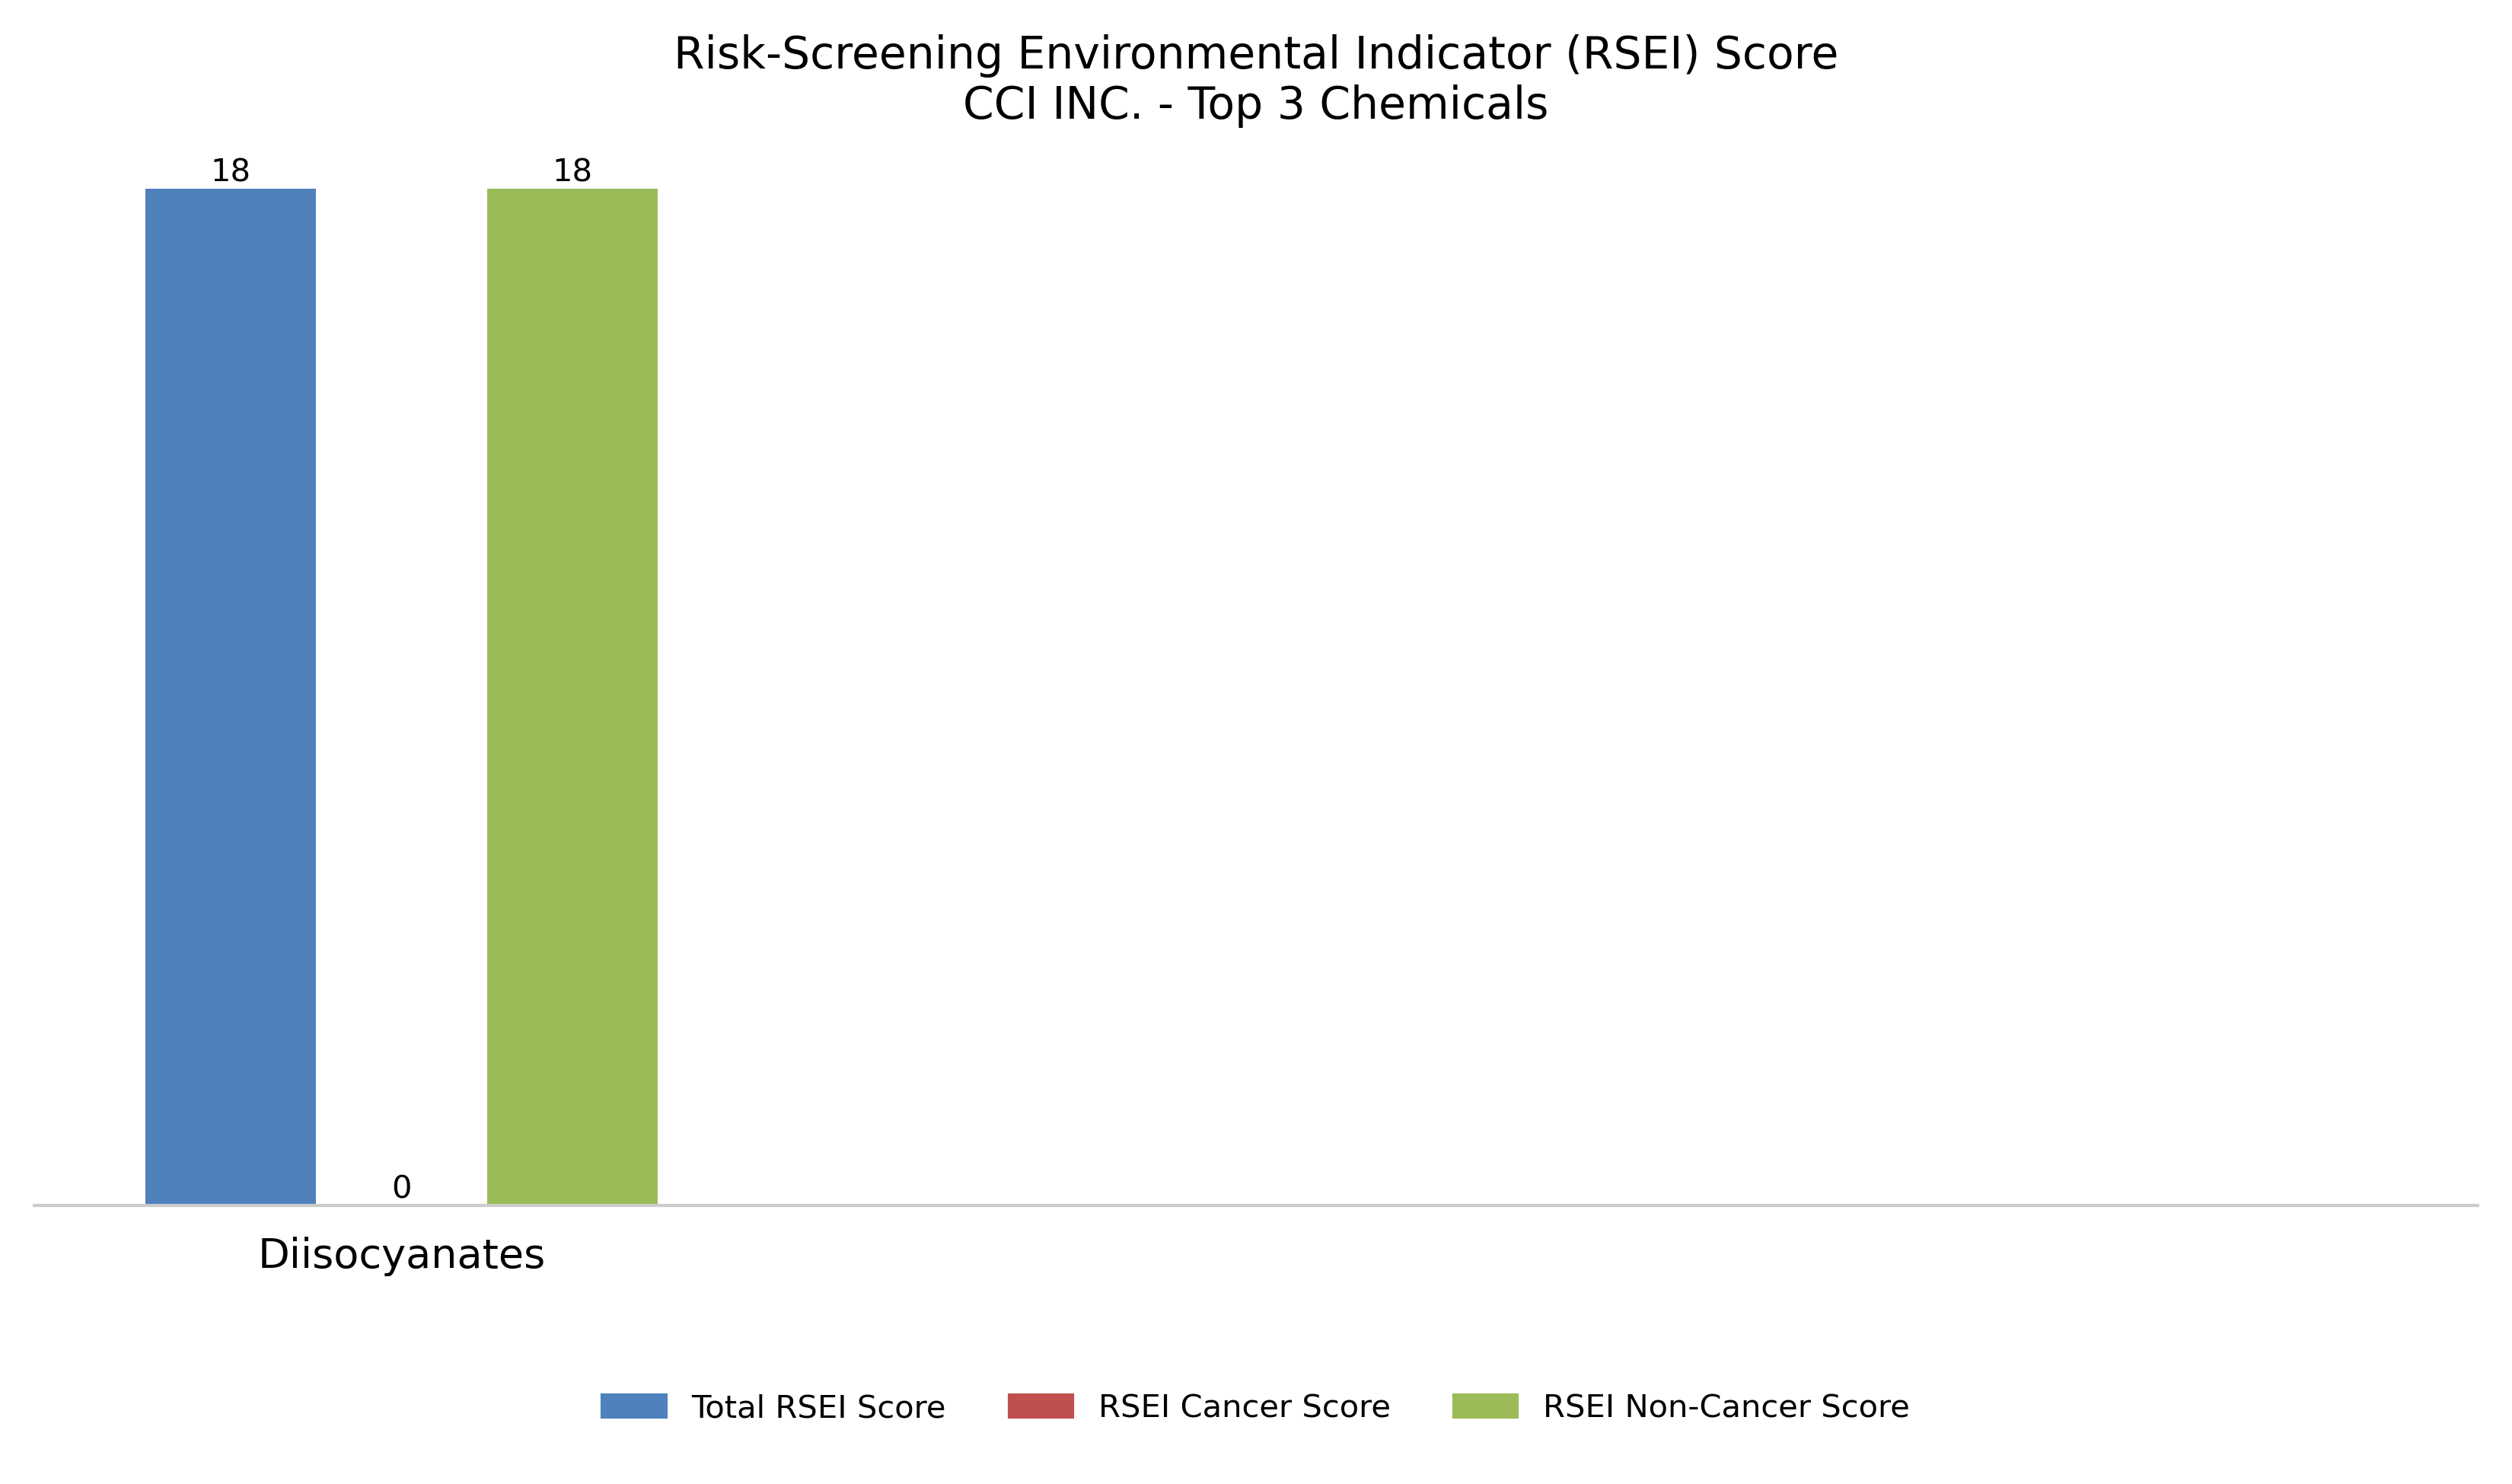 Risk-Screening Environmental Indicator (RSEI) Score
CCI INC. - Top 3 Chemicals
18
18
0
Diisocyanates
Total RSEI Score
RSEI Cancer Score
RSEI Non-Cancer Score